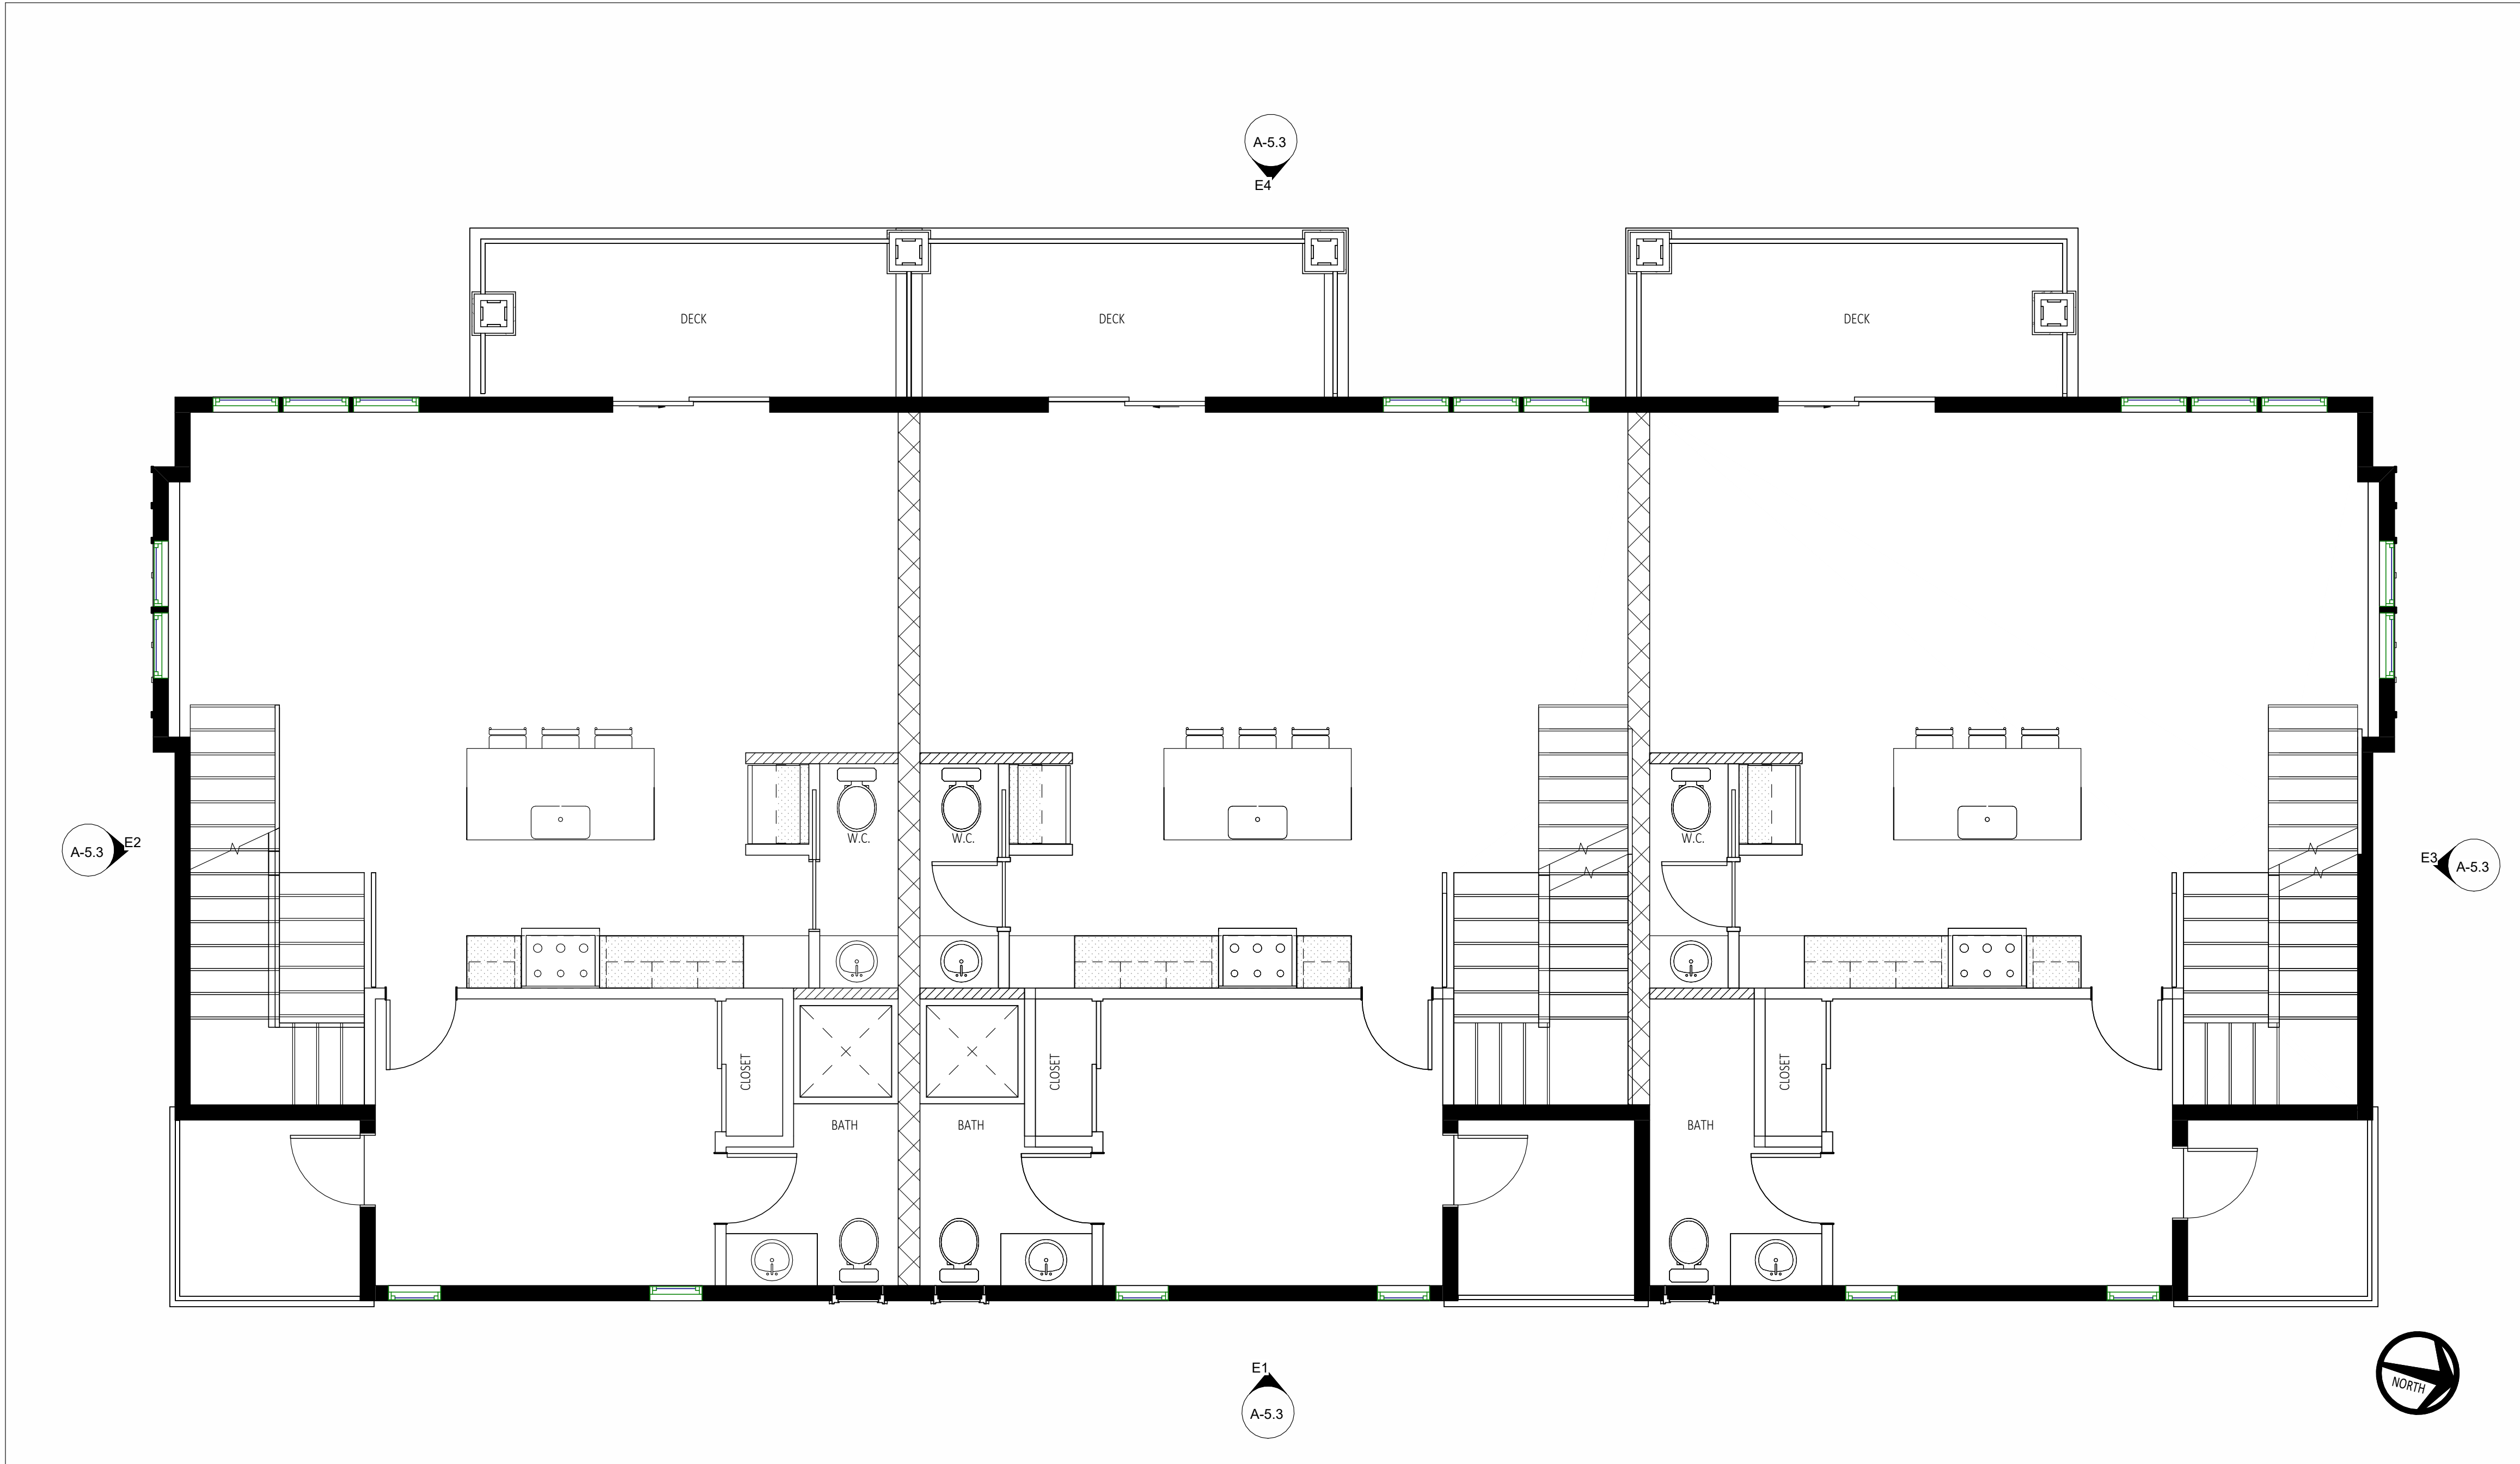 A-5.3
E4
DECK
DECK
DECK
W.C.
W.C.
W.C.
A-5.3
E2
E3
A-5.3
CLOSET
CLOSET
CLOSET
BATH
BATH
BATH
E1
A-5.3
NORTH